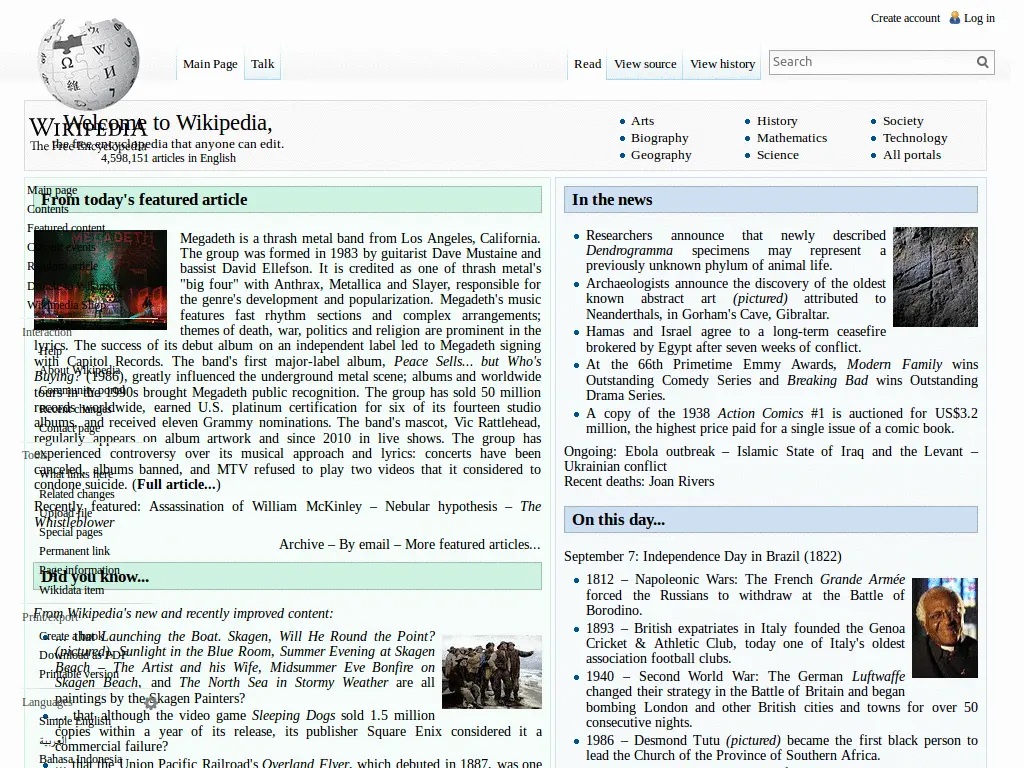 Create account
Log in
Main Page
Talk
Read
View source
View history
Search
WIKIPEDIA
The Free Encyclopedia
Welcome to Wikipedia,
the free encyclopedia that anyone can edit.
4,598,151 articles in English
Arts
Biography
Geography
History
Mathematics
Science
Society
Technology
All portals
Main page
Contents
Featured content
Current events
Random article
Wikimedia Shop
Interaction
Help
About Wikipedia
Community portal
Recent changes
Contact page
Tools
What links here
Related changes
Upload file
Special pages
Permanent link
Page information
Wikidata item
Print/export
Create a book
Download as PDF
Printable version
Languages
Simple English
العربية
Bahasa Indonesia
From today's featured article
MEGADETH
Megadeth is a thrash metal band from Los Angeles, California.
The group was formed in 1983 by guitarist Dave Mustaine and
bassist David Ellefson. It is credited as one of thrash metal's
"big four" with Anthrax, Metallica and Slayer, responsible for
the genre's development and popularization. Megadeth's music
features fast rhythm sections and complex arrangements;
themes of death, war, politics and religion are prominent in the
lyrics. The success of its debut album on an independent label led to Megadeth signing
with Capitol Records. The band's first major-label album, Peace Sells... but Who's
Buying? (1986), greatly influenced the underground metal scene; albums and worldwide
tours in the 1990s brought Megadeth public recognition. The group has sold 50 million
records worldwide, earned U.S. platinum certification for six of its fourteen studio
albums, and received eleven Grammy nominations. The band's mascot, Vic Rattlehead,
regularly appears on album artwork and since 2010 in live shows. The group has
experienced controversy over its musical approach and lyrics: concerts have been
canceled, albums banned, and MTV refused to play two videos that it considered to
condone suicide. (Full article...)
Recently featured: Assassination of William McKinley – Nebular hypothesis – The
Whistleblower
Archive – By email – More featured articles...
Did you know...
From Wikipedia's new and recently improved content:
... that Launching the Boat. Skagen, Will He Round the Point?
(pictured), Sunlight in the Blue Room, Summer Evening at Skagen
Beach – The Artist and his Wife, Midsummer Eve Bonfire on
Skagen Beach, and The North Sea in Stormy Weather are all
paintings by the Skagen Painters?
... that although the video game Sleeping Dogs sold 1.5 million
copies within a year of its release, its publisher Square Enix considered it a
commercial failure?
... that the Union Pacific Railroad's Overland Flyer, which debuted in 1887, was one
In the news
Researchers announce that newly described
Dendrogramma specimens may represent a
previously unknown phylum of animal life.
Archaeologists announce the discovery of the oldest
known abstract art (pictured) attributed to
Neanderthals, in Gorham's Cave, Gibraltar.
Hamas and Israel agree to a long-term ceasefire
brokered by Egypt after seven weeks of conflict.
At the 66th Primetime Emmy Awards, Modern Family wins
Outstanding Comedy Series and Breaking Bad wins Outstanding
Drama Series.
A copy of the 1938 Action Comics #1 is auctioned for US$3.2
million, the highest price paid for a single issue of a comic book.
Ongoing: Ebola outbreak – Islamic State of Iraq and the Levant –
Ukrainian conflict
Recent deaths: Joan Rivers
On this day...
September 7: Independence Day in Brazil (1822)
1812 – Napoleonic Wars: The French Grande Armée
forced the Russians to withdraw at the Battle of
Borodino.
1893 – British expatriates in Italy founded the Genoa
Cricket & Athletic Club, today one of Italy's oldest
association football clubs.
1940 – Second World War: The German Luftwaffe
changed their strategy in the Battle of Britain and began
bombing London and other British cities and towns for over 50
consecutive nights.
1986 – Desmond Tutu (pictured) became the first black person to
lead the Church of the Province of Southern Africa.